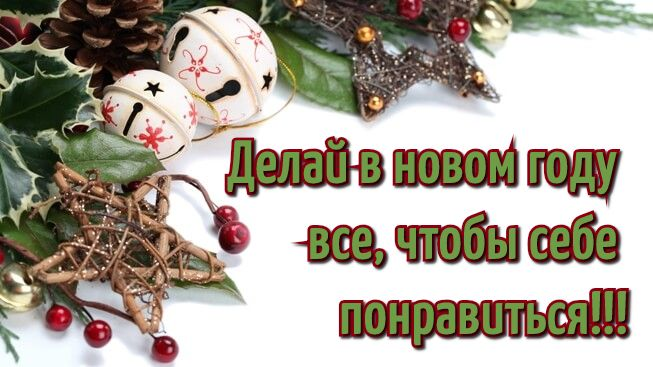 Делай в новом году
все, чтобы себе
понравиться!!!